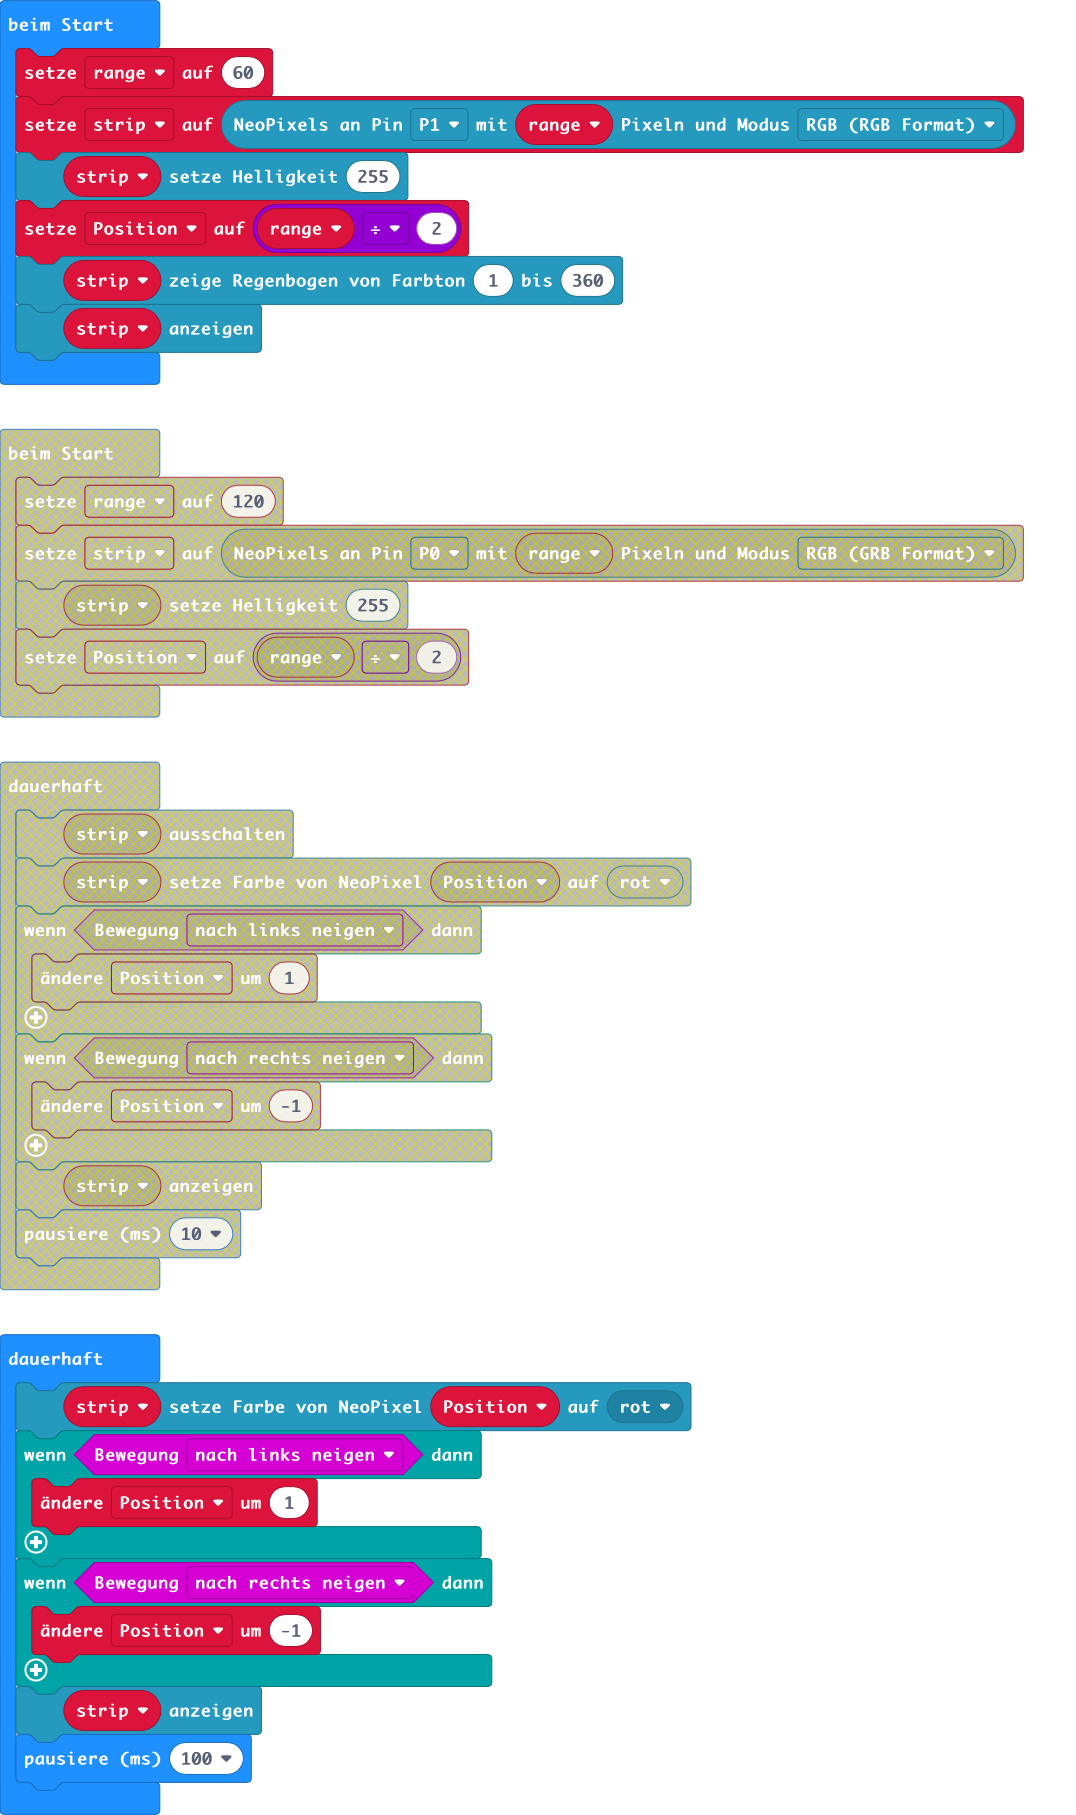 beim Start
setze range auf 60
setze strip auf NeoPixels an Pin P1 mit range Pixeln und Modus RGB (RGB Format)
strip setze Helligkeit 255
setze Position auf range ÷ 2
strip zeige Regenbogen von Farbton 1 bis 360
strip anzeigen
beim Start
setze range auf 120
setze strip auf NeoPixels an Pin P0 mit range Pixeln und Modus RGB (GRB Format)
strip setze Helligkeit 255
setze Position auf range ÷ 2
dauerhaft
strip ausschalten
strip setze Farbe von NeoPixel Position auf rot
wenn Bewegung nach links neigen dann
ändere Position um 1
wenn Bewegung nach rechts neigen dann
ändere Position um -1
strip anzeigen
pausiere (ms) 10
dauerhaft
strip setze Farbe von NeoPixel Position auf rot
wenn Bewegung nach links neigen dann
ändere Position um 1
wenn Bewegung nach rechts neigen dann
ändere Position um -1
strip anzeigen
pausiere (ms) 100